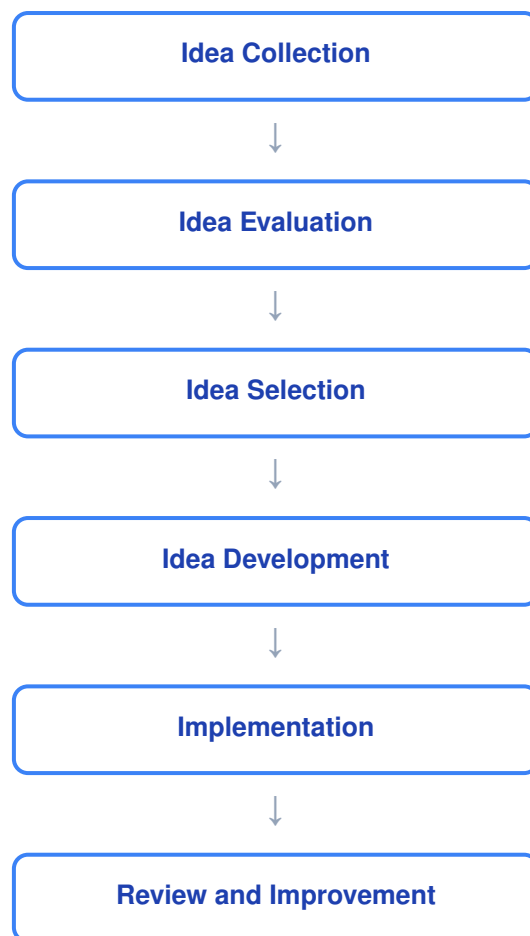 Idea Collection
↓
Idea Evaluation
↓
Idea Selection
↓
Idea Development
↓
Implementation
↓
Review and Improvement